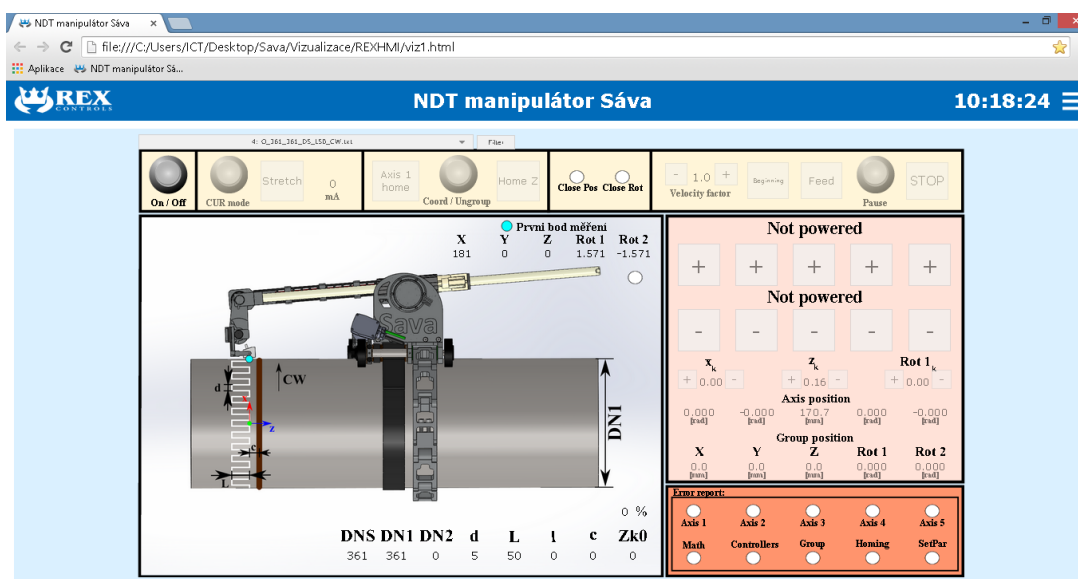 NDT manipulátor Sáva
file:///C:/Users/ICT/Desktop/Sava/Vizualizace/REXHMI/viz1.html
Aplikace NDT manipulátor Sá...
REX CONTROLS
NDT manipulátor Sáva
10:18:24
4: O_361_361_D5_L50_CW.txt
On / Off
CUR mode
Stretch
0
mA
Axis 1 home
Coord / Ungroup
Home Z
Close Pos Close Rot
- 1.0 +
Velocity factor
Beginning
Feed
Pause
STOP
První bod měření
X Y Z Rot 1 Rot 2
181 0 0 1.571 -1.571
Sava
CW
d
x
z
c
L
DN1
0 %
DNS DN1 DN2 d L l c Zk0
361 361 0 5 50 0 0 0
Not powered
+ + + + +
Not powered
- - - - -
xk zk Rot 1k
+ 0.00 - + 0.16 - + 0.00 -
Axis position
0.000 -0.000 170.7 0.000 -0.000
[rad] [rad] [mm] [rad] [rad]
Group position
X Y Z Rot 1 Rot 2
0.0 0.0 0.0 0.000 0.000
[mm] [mm] [mm] [rad] [rad]
Error report:
Axis 1 Axis 2 Axis 3 Axis 4 Axis 5
Math Controllers Group Homing SetPar